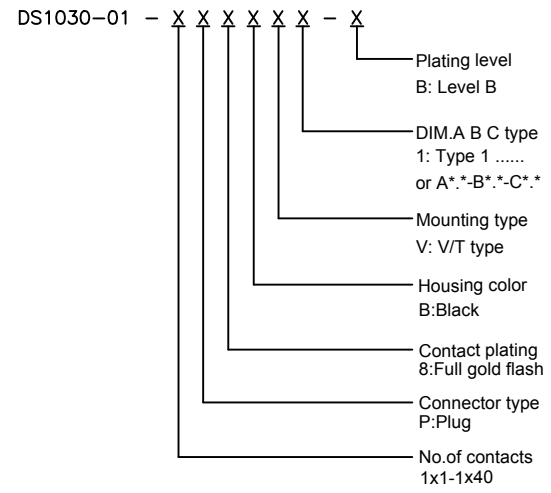 DS1030-01 - X X X X X X - X
Plating level
B: Level B
DIM.A B C type
1: Type 1 ......
or A*.*-B*.*-C*.*
Mounting type
V: V/T type
Housing color
B:Black
Contact plating
8:Full gold flash
Connector type
P:Plug
No.of contacts
1x1-1x40